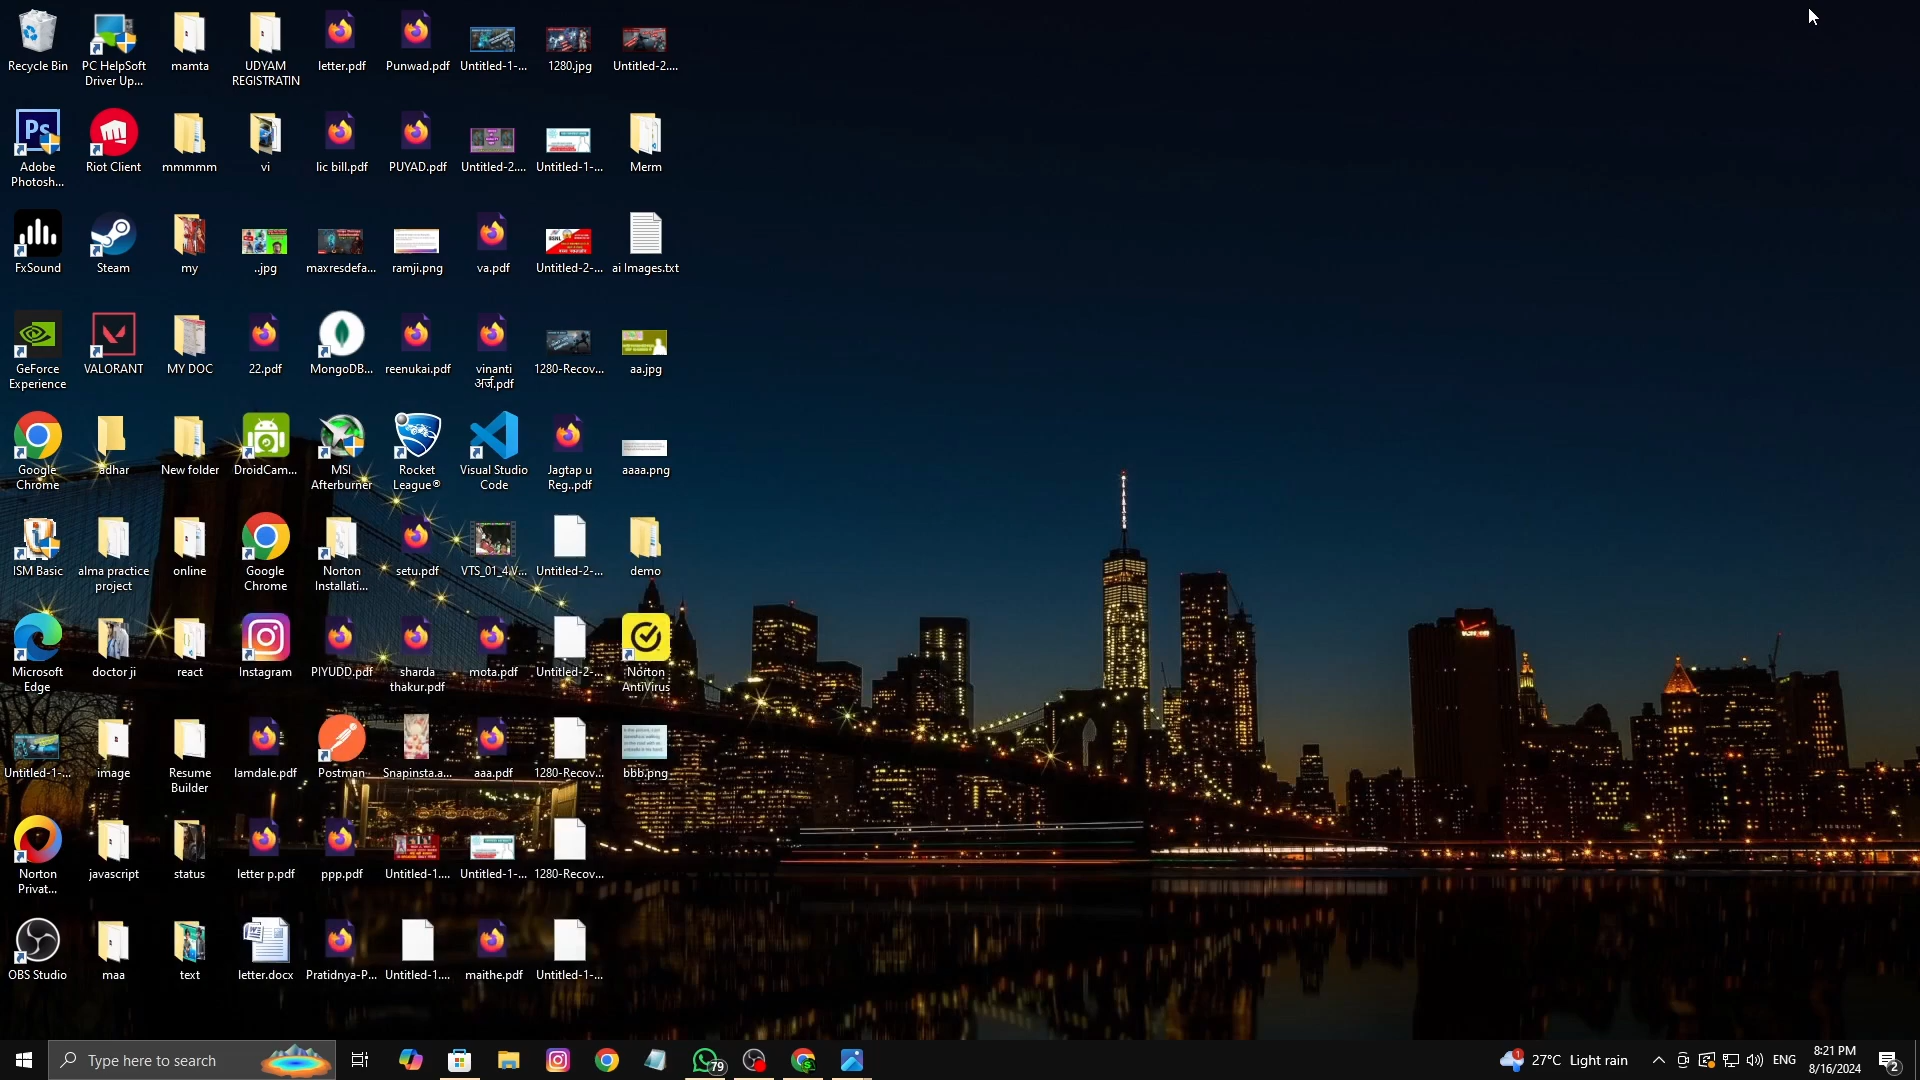 Recycle Bin
PC HelpSoft
Driver Up...
mamta
UDYAM
REGISTRATIN
letter.pdf
Punwad.pdf
Untitled-1-...
1280.jpg
Untitled-2....
Adobe
Photosh...
Riot Client
mmmmm
vi
lic bill.pdf
PUYAD.pdf
Untitled-2....
Untitled-1-...
Merm
FxSound
Steam
my
..jpg
maxresdefa...
ramji.png
va.pdf
Untitled-2-...
ai Images.txt
GeForce
Experience
VALORANT
MY DOC
22.pdf
MongoDB...
reenukai.pdf
vinanti
अर्ज.pdf
1280-Recov...
aa.jpg
Google
Chrome
adhar
New folder
DroidCam...
MSI
Afterburner
Rocket
League®
Visual Studio
Code
Jagtap u
Reg..pdf
aaaa.png
ISM Basic
alma practice
project
online
Google
Chrome
Norton
Installati...
setu.pdf
VTS_01_4.V...
Untitled-2-...
demo
Microsoft
Edge
doctor ji
react
Instagram
PIYUDD.pdf
sharda
thakur.pdf
mota.pdf
Untitled-2-...
Norton
AntiVirus
Untitled-1-...
image
Resume
Builder
lamdale.pdf
Postman
Snapinsta.a...
aaa.pdf
1280-Recov...
bbb.png
Norton
Privat...
javascript
status
letter p.pdf
ppp.pdf
Untitled-1....
Untitled-1-...
1280-Recov...
OBS Studio
maa
text
letter.docx
Pratidnya-P...
Untitled-1....
maithe.pdf
Untitled-1-...
Type here to search
79
1
27°C Light rain
ENG
8:21 PM
8/16/2024
2